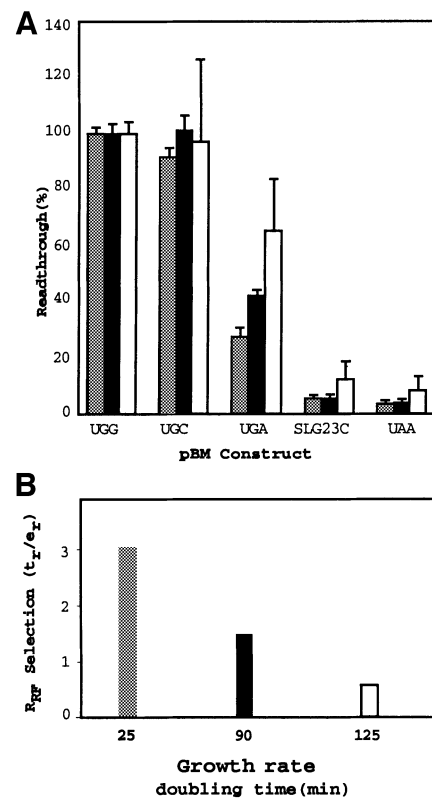 A
140
120
100
80
60
40
20
0
Readthrough(%)
UGG UGC UGA SLG23C UAA
pBM Construct
B
3
2
1
0
RRF Selection (tr/er)
25 90 125
Growth rate
doubling time(min)